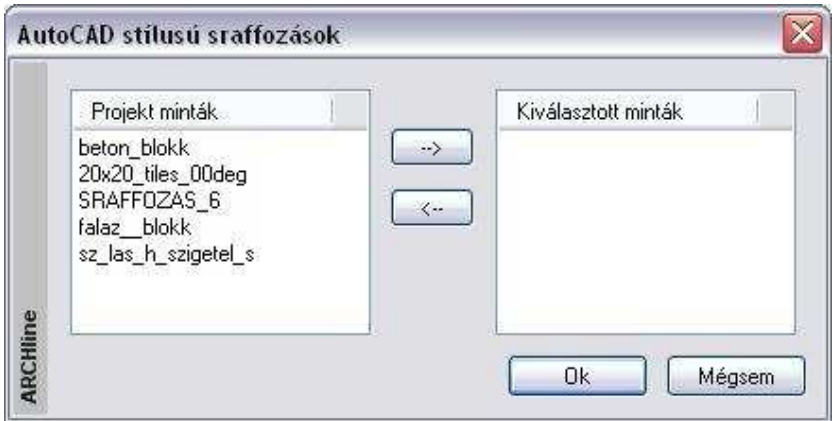 AutoCAD stílusú sraffozások
Projekt minták
beton_blokk
20x20_tiles_00deg
SRAFFOZAS_6
falaz__blokk
sz_las_h_szigetel_s
-->
<--
Kiválasztott minták
ARCHline
Ok
Mégsem